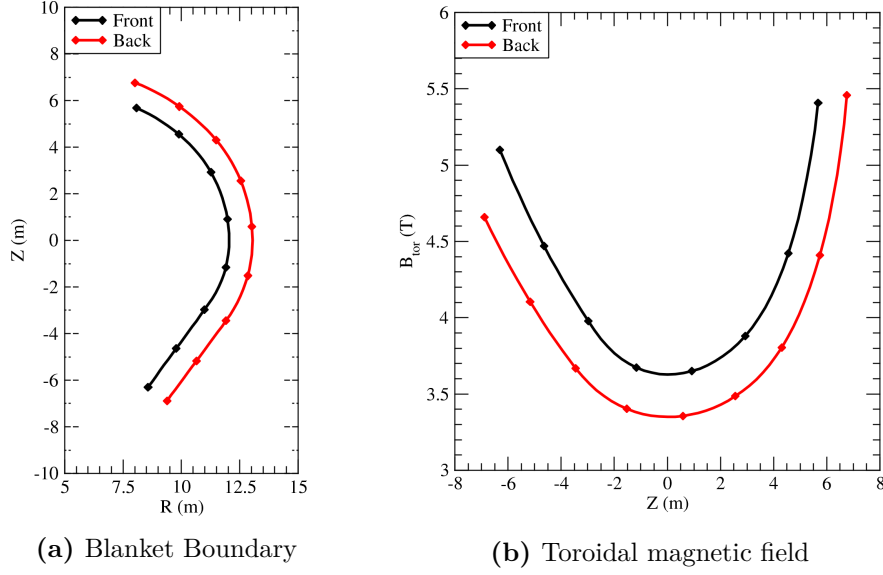 Front
Back
10
8
6
4
2
0
-2
-4
-6
-8
-10
Z (m)
5 7.5 10 12.5 15
R (m)
(a) Blanket Boundary
Front
Back
6
5.5
5
4.5
4
3.5
3
B_tor (T)
-8 -6 -4 -2 0 2 4 6 8
Z (m)
(b) Toroidal magnetic field